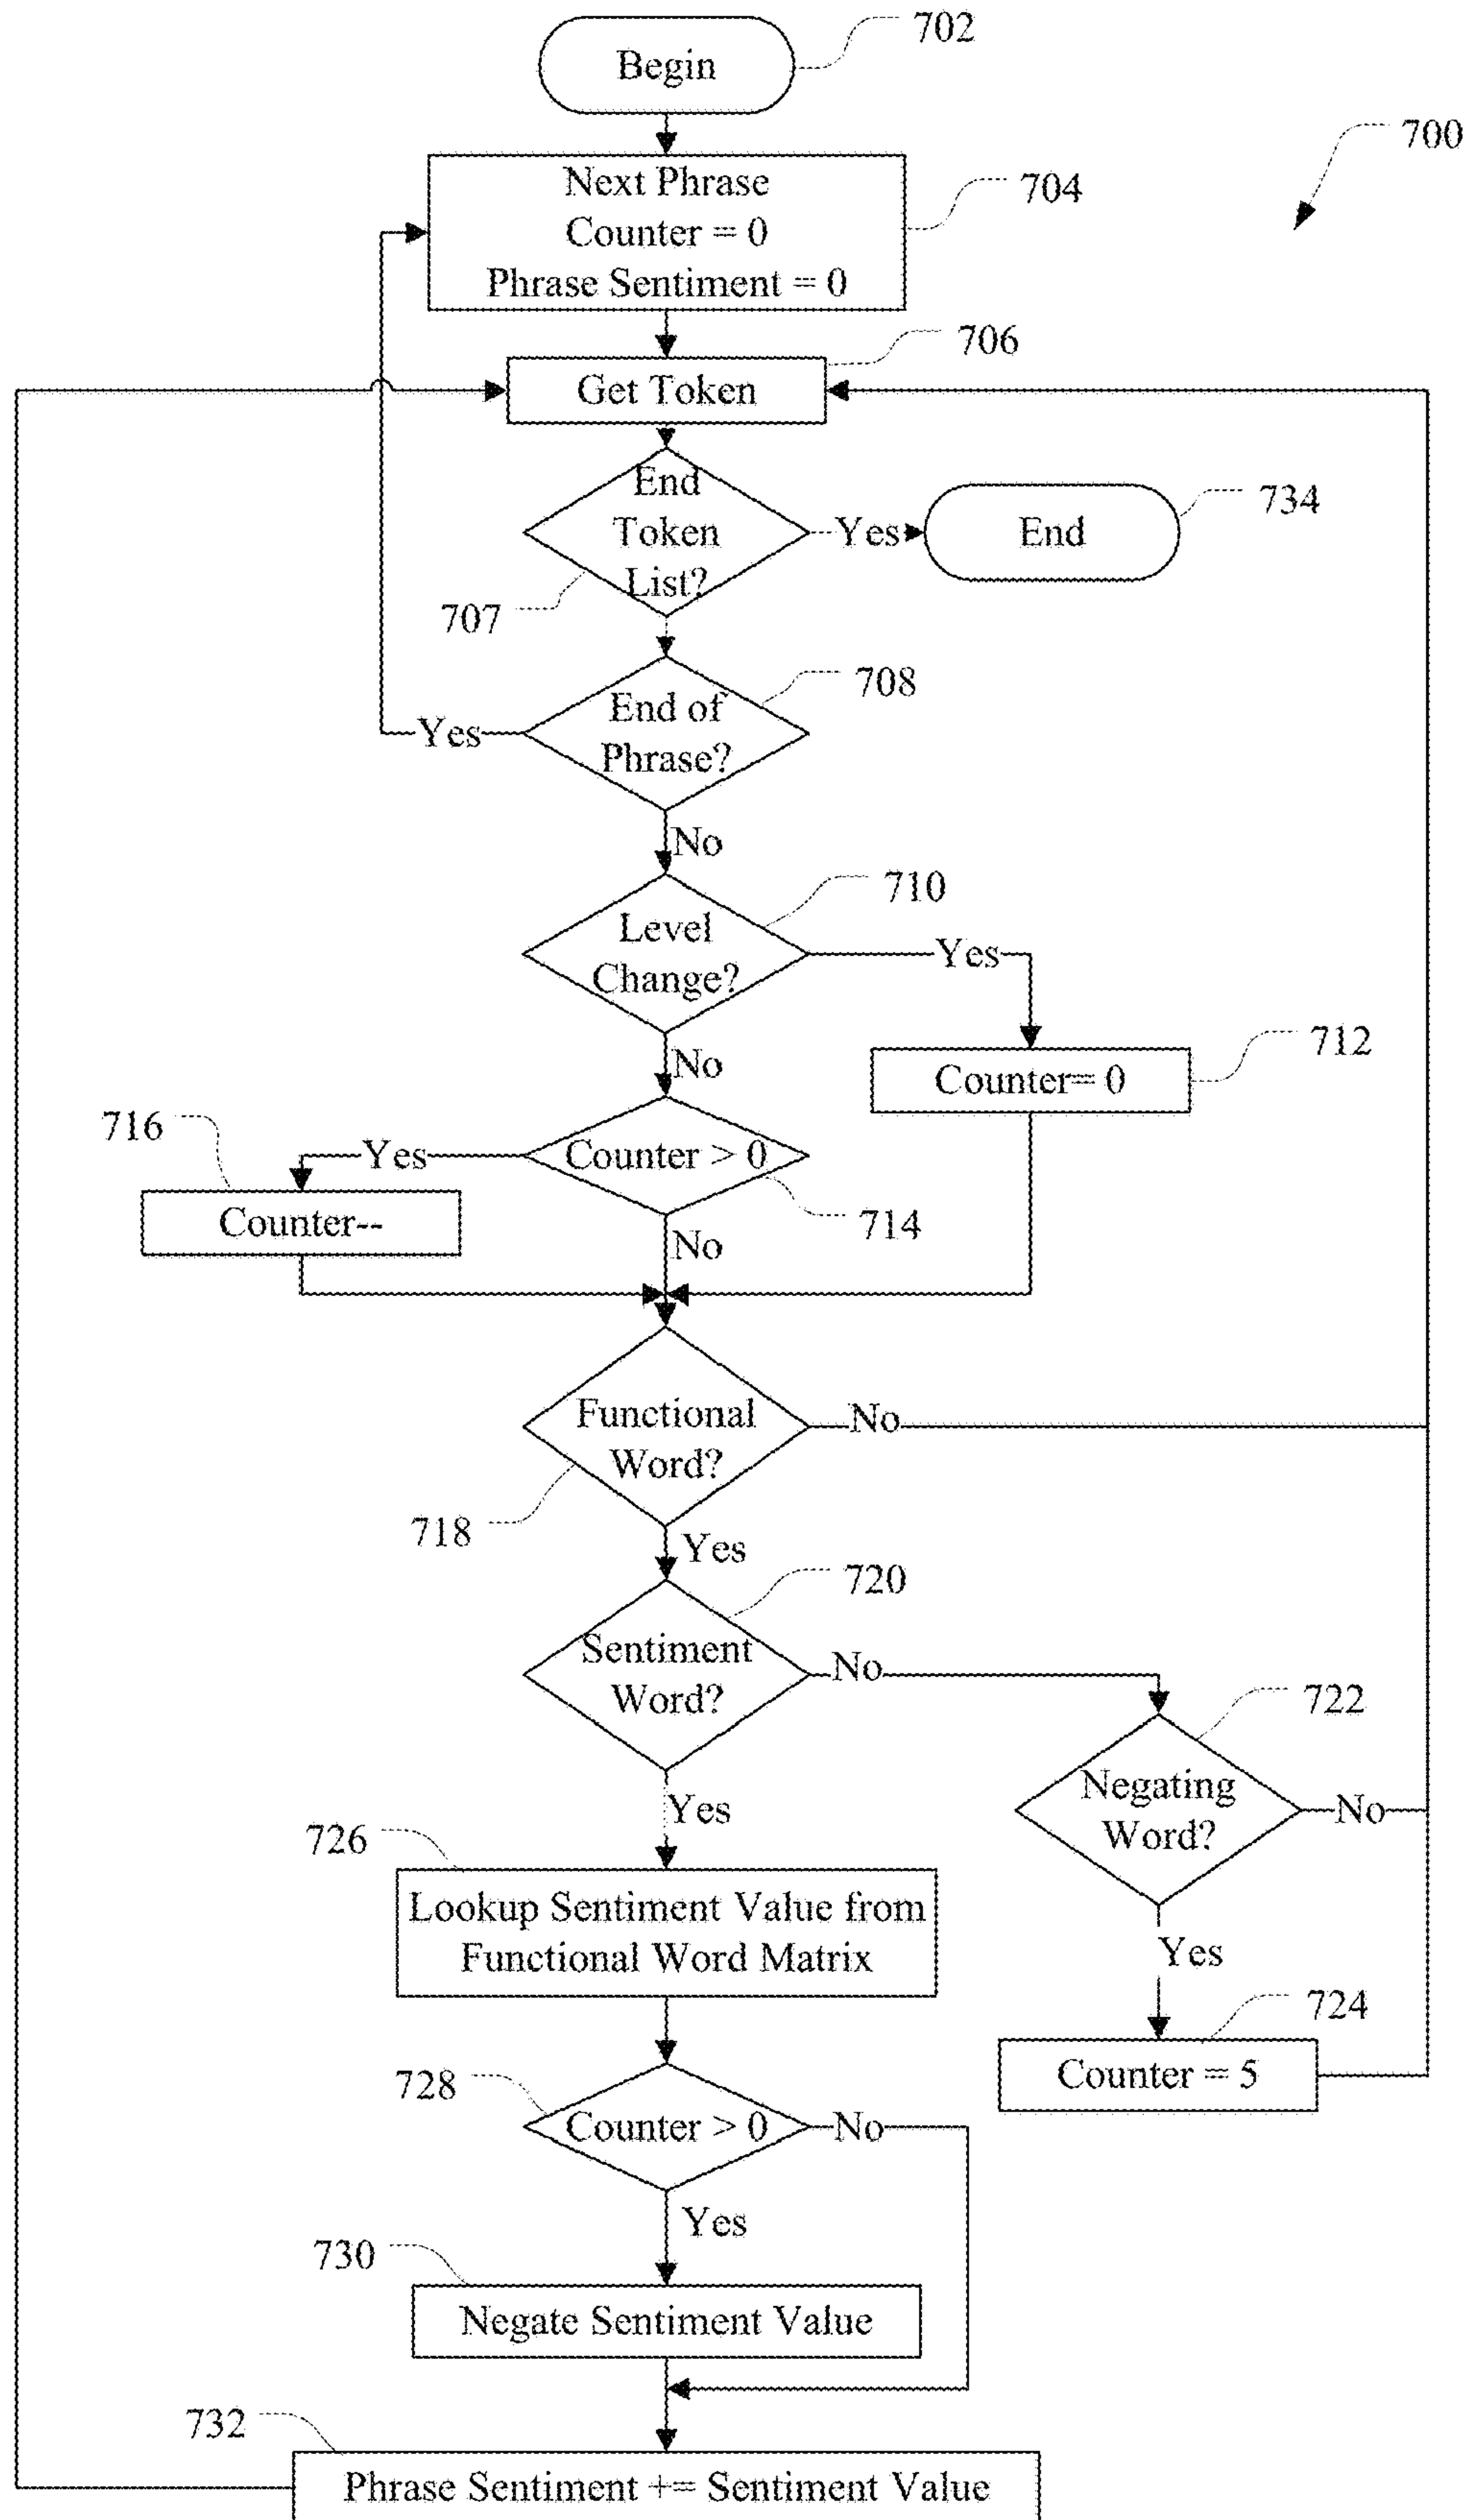 702
Begin
700
Next Phrase
Counter = 0
Phrase Sentiment = 0
704
706
Get Token
End
Token
List?
Yes
End
734
707
708
End of
Phrase?
Yes
No
710
Level
Change?
Yes
No
712
Counter= 0
716
Yes
Counter > 0
Counter--
714
No
Functional
Word?
No
718
Yes
720
Sentiment
Word?
No
722
Negating
Word?
No
Yes
726
Lookup Sentiment Value from
Functional Word Matrix
Yes
724
Counter = 5
728
Counter > 0
No
Yes
730
Negate Sentiment Value
732
Phrase Sentiment += Sentiment Value